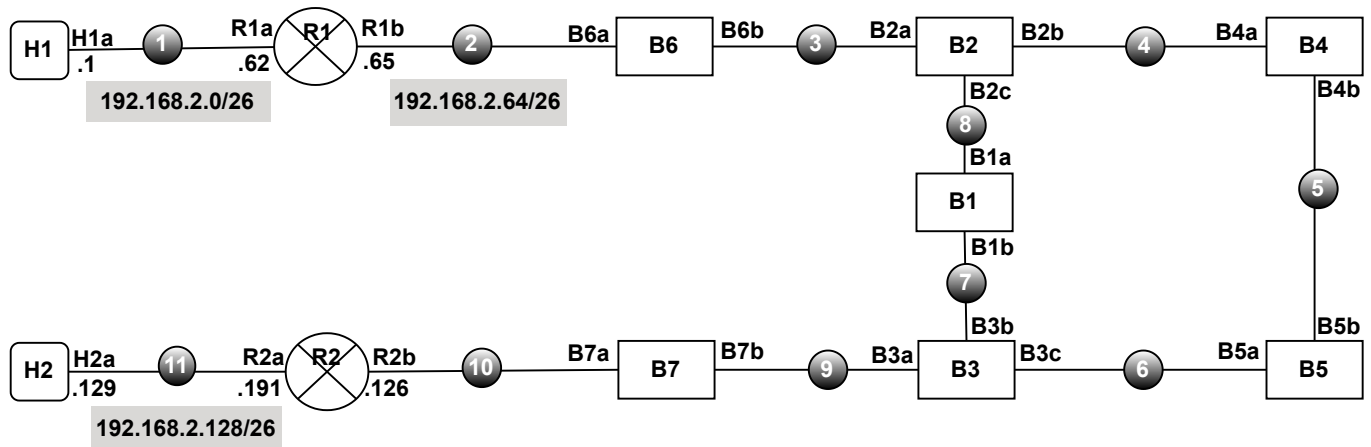 H1
H1a
.1
1
R1a
.62
R1
R1b
.65
2
B6a
B6
B6b
3
B2a
B2
B2b
4
B4a
B4
B4b
192.168.2.0/26
192.168.2.64/26
B2c
8
B1a
B1
B1b
5
7
B3b
B5b
H2
H2a
.129
11
R2a
.191
R2
R2b
.126
10
B7a
B7
B7b
9
B3a
B3
B3c
6
B5a
B5
192.168.2.128/26